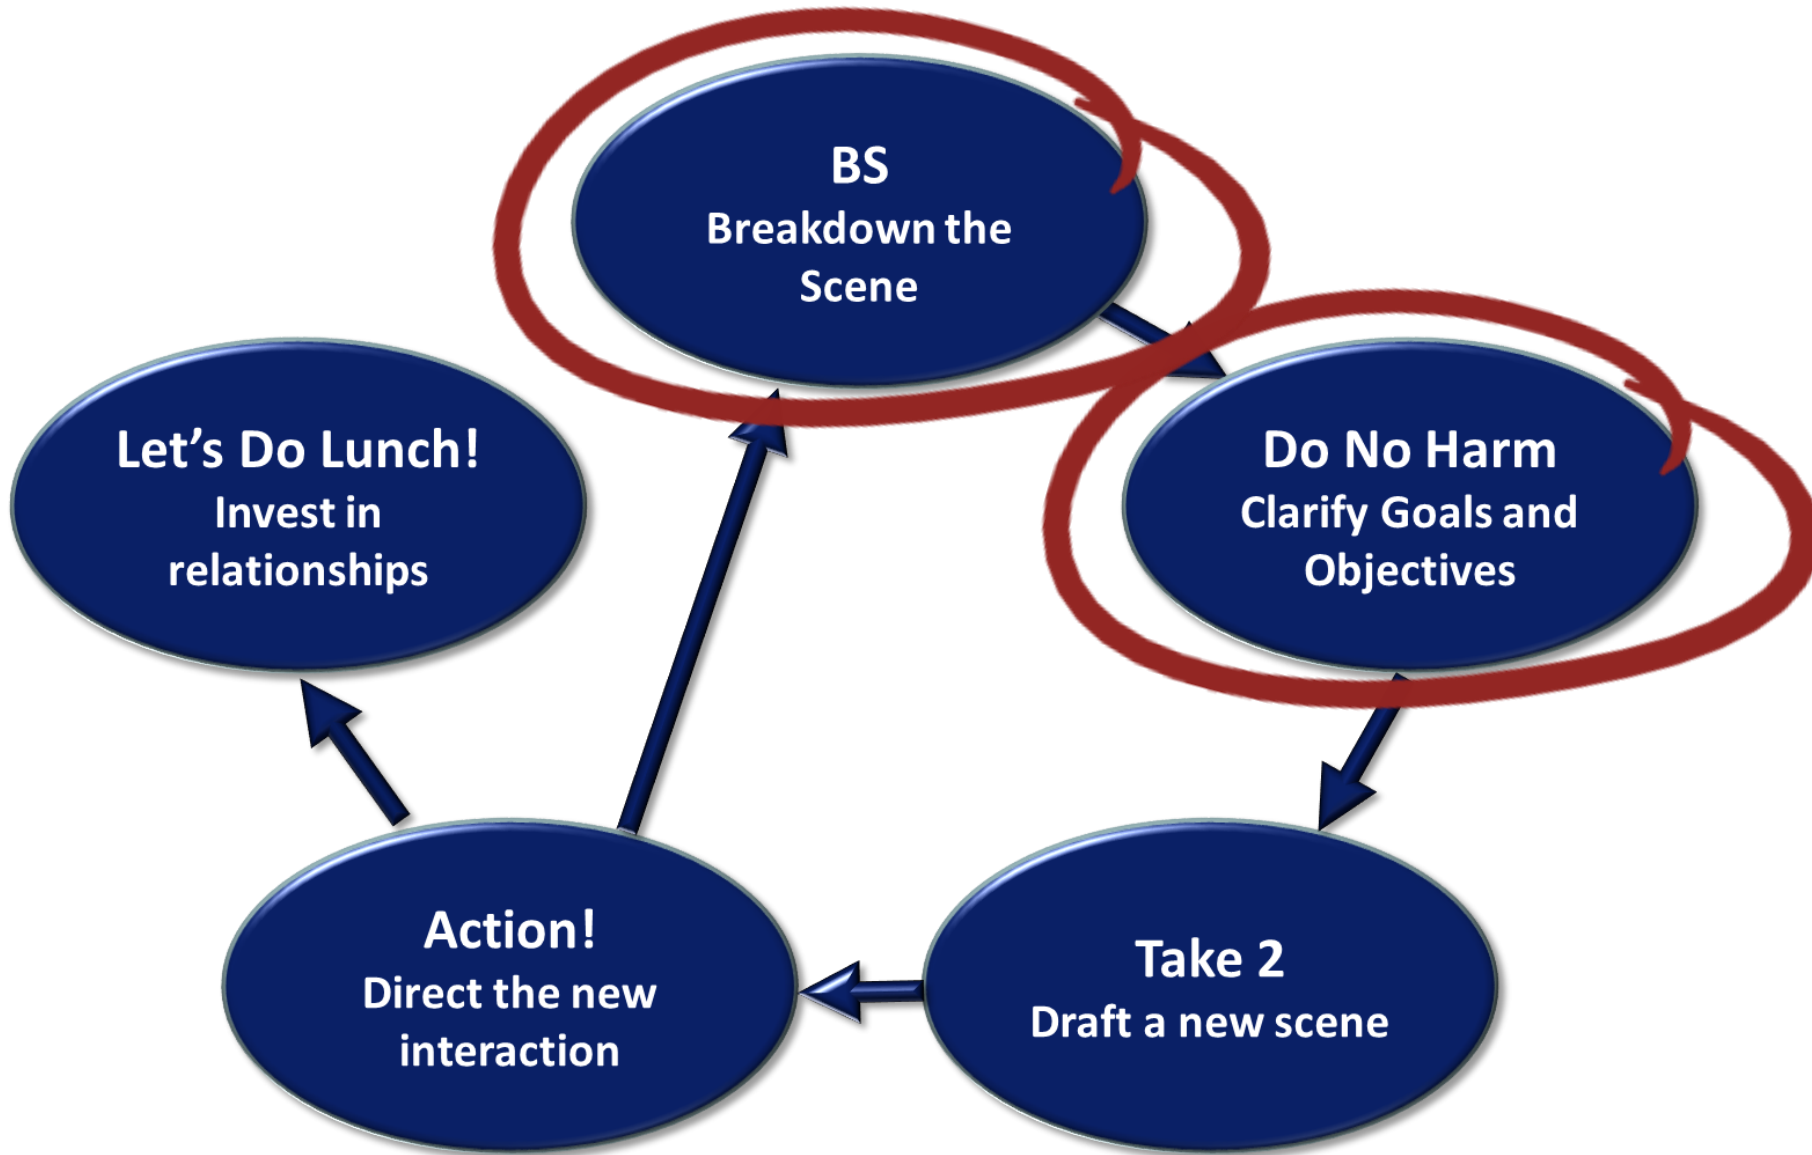 BS
Breakdown the
Scene
Do No Harm
Clarify Goals and
Objectives
Take 2
Draft a new scene
Action!
Direct the new
interaction
Let’s Do Lunch!
Invest in
relationships